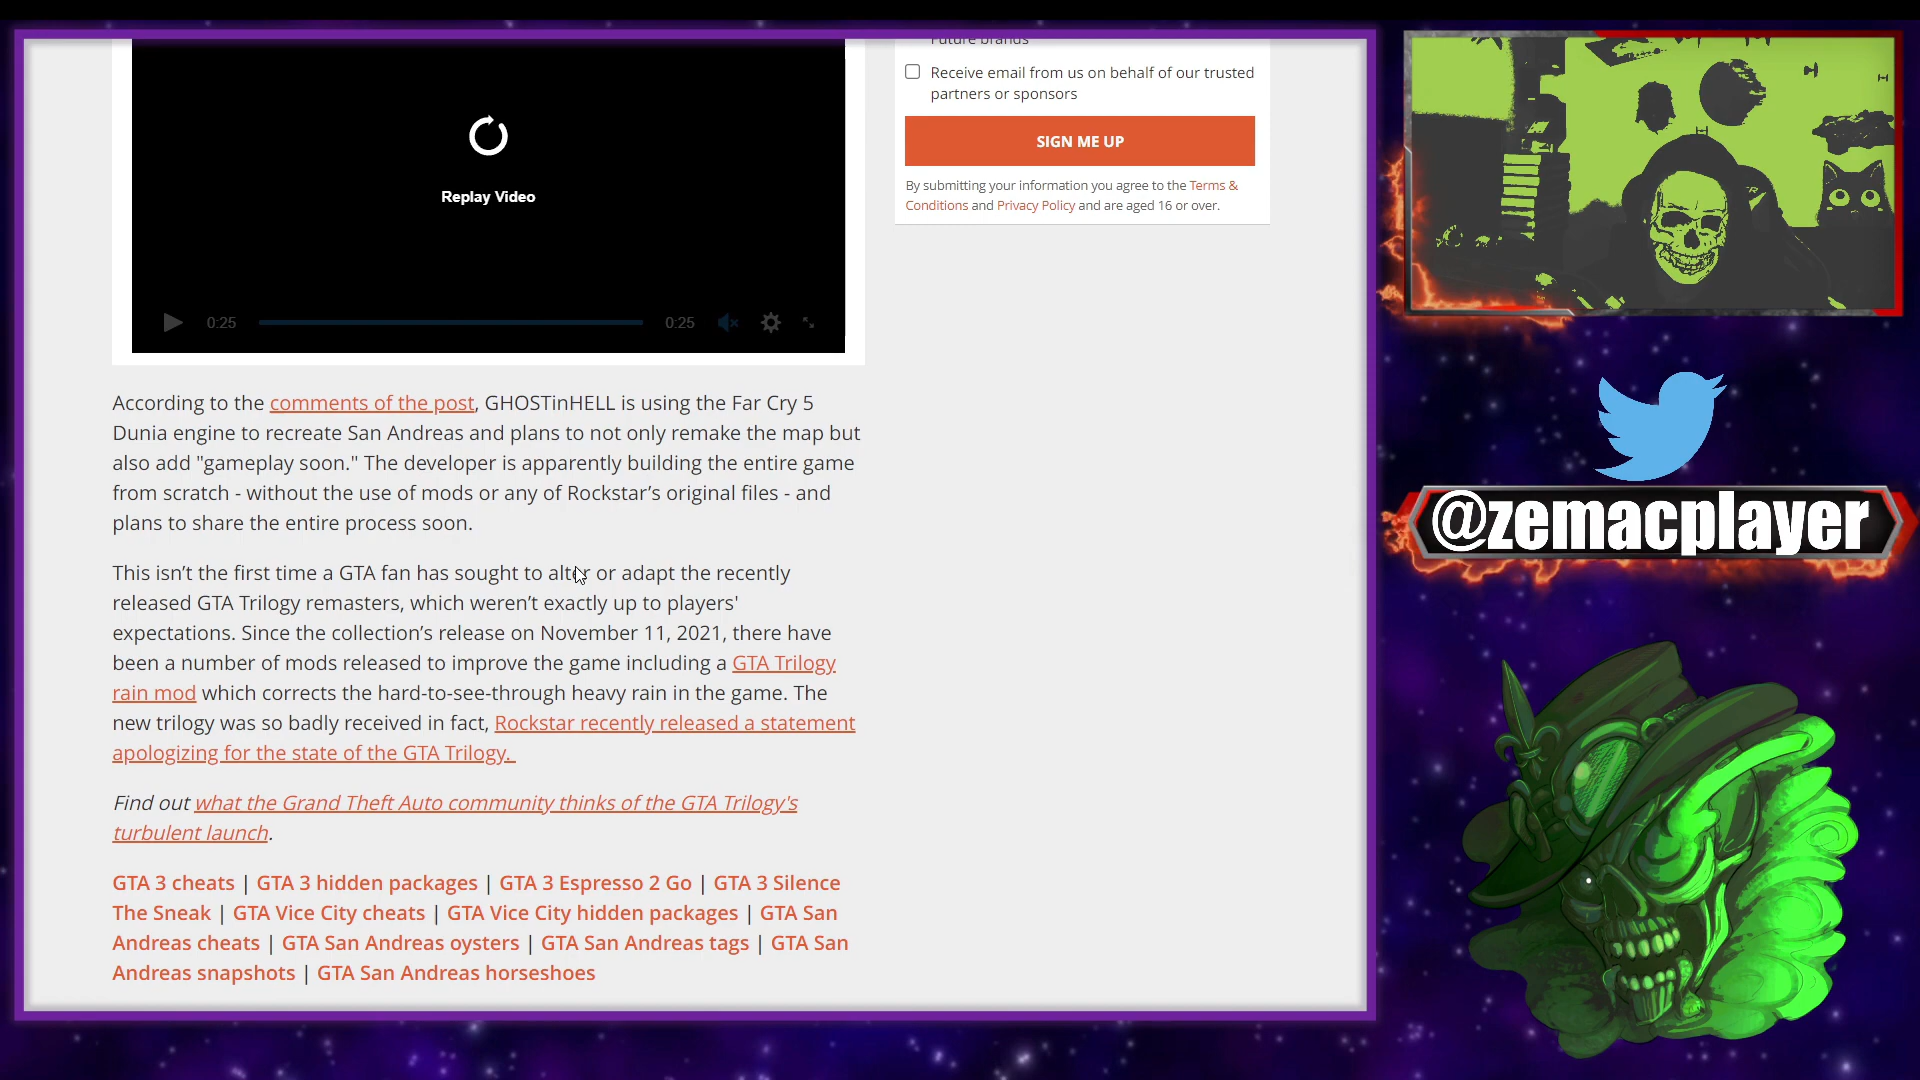 Future brands
Receive email from us on behalf of our trusted
partners or sponsors
SIGN ME UP
By submitting your information you agree to the Terms &
Conditions and Privacy Policy and are aged 16 or over.
Replay Video
0:25
0:25
According to the comments of the post, GHOSTinHELL is using the Far Cry 5
Dunia engine to recreate San Andreas and plans to not only remake the map but
also add "gameplay soon." The developer is apparently building the entire game
from scratch - without the use of mods or any of Rockstar’s original files - and
plans to share the entire process soon.
This isn’t the first time a GTA fan has sought to alter or adapt the recently
released GTA Trilogy remasters, which weren’t exactly up to players'
expectations. Since the collection’s release on November 11, 2021, there have
been a number of mods released to improve the game including a GTA Trilogy
rain mod which corrects the hard-to-see-through heavy rain in the game. The
new trilogy was so badly received in fact, Rockstar recently released a statement
apologizing for the state of the GTA Trilogy.
Find out what the Grand Theft Auto community thinks of the GTA Trilogy's
turbulent launch.
GTA 3 cheats | GTA 3 hidden packages | GTA 3 Espresso 2 Go | GTA 3 Silence
The Sneak | GTA Vice City cheats | GTA Vice City hidden packages | GTA San
Andreas cheats | GTA San Andreas oysters | GTA San Andreas tags | GTA San
Andreas snapshots | GTA San Andreas horseshoes
@zemacplayer